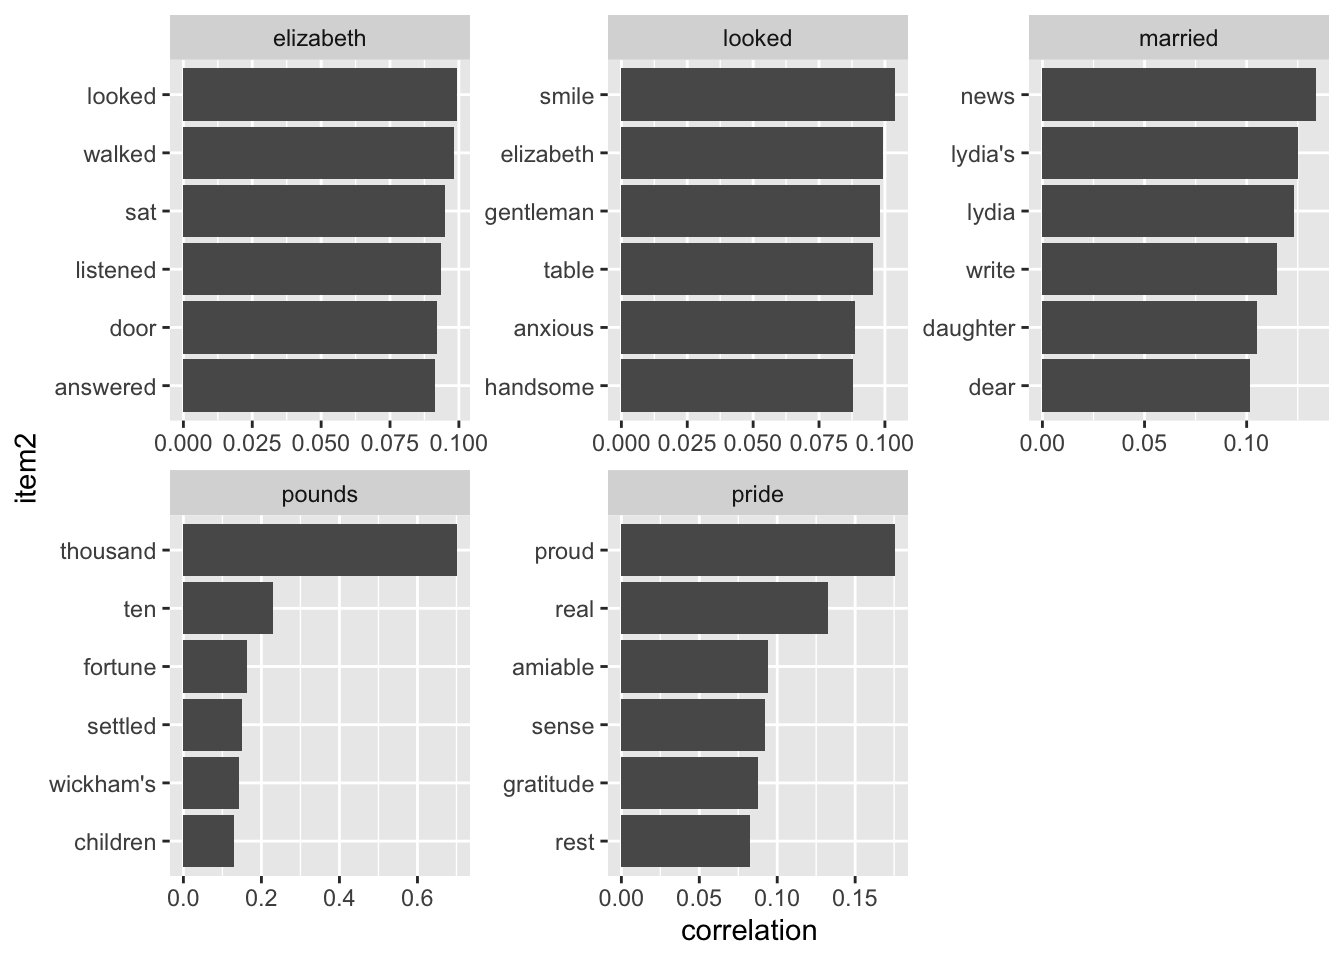 elizabeth
looked
walked
sat
listened
door
answered
0.000 0.025 0.050 0.075 0.100
looked
smile
elizabeth
gentleman
table
anxious
handsome
0.000 0.025 0.050 0.075 0.100
married
news
lydia's
lydia
write
daughter
dear
0.00 0.05 0.10
item2
pounds
thousand
ten
fortune
settled
wickham's
children
0.0 0.2 0.4 0.6
pride
proud
real
amiable
sense
gratitude
rest
0.00 0.05 0.10 0.15
correlation